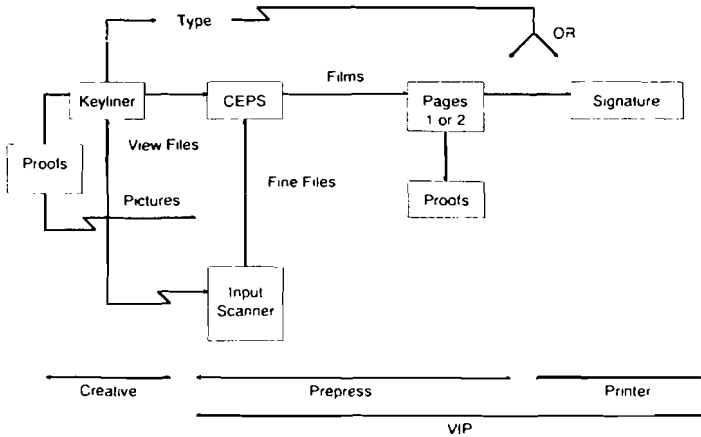 Type
OR
Films
Keyliner
CEPS
Pages
1 or 2
Signature
View Files
Proofs
Fine Files
Pictures
Proofs
Input
Scanner
Creative
Prepress
Printer
VIP